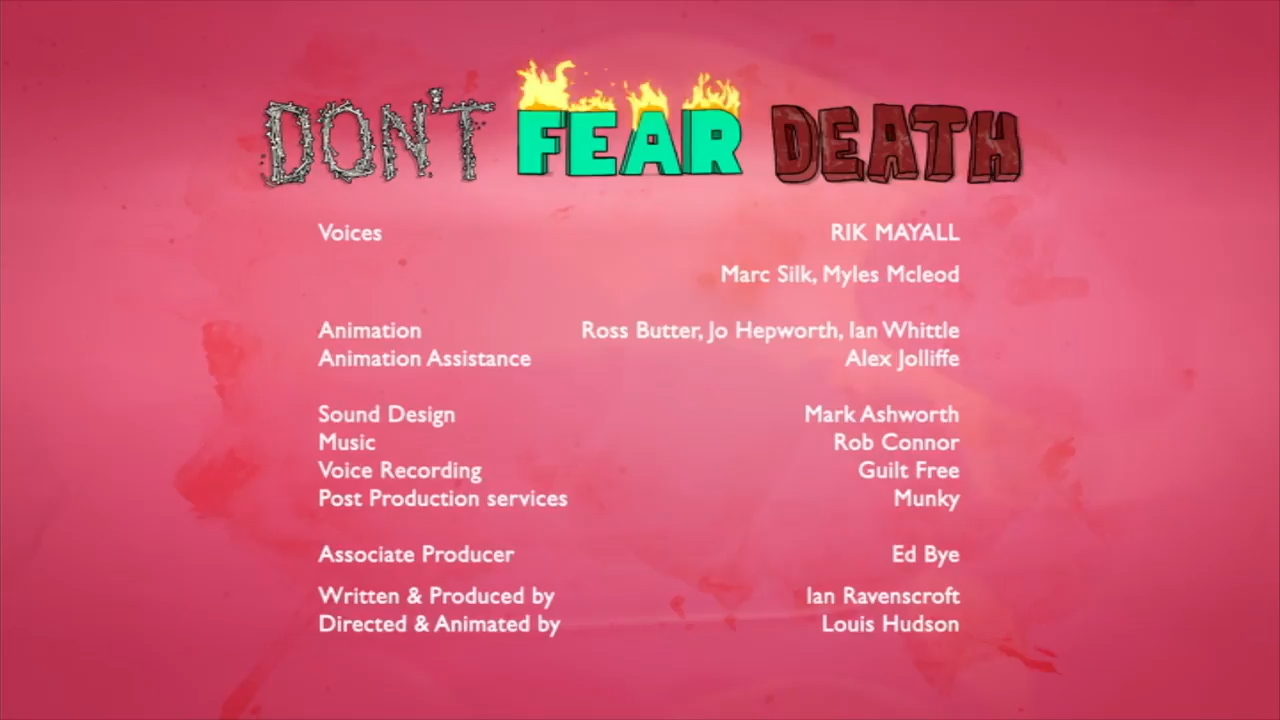 DON'T FEAR DEATH
Voices RIK MAYALL
Marc Silk, Myles Mcleod
Animation Ross Butter, Jo Hepworth, Ian Whittle
Animation Assistance Alex Jolliffe
Sound Design Mark Ashworth
Music Rob Connor
Voice Recording Guilt Free
Post Production services Munky
Associate Producer Ed Bye
Written & Produced by Ian Ravenscroft
Directed & Animated by Louis Hudson